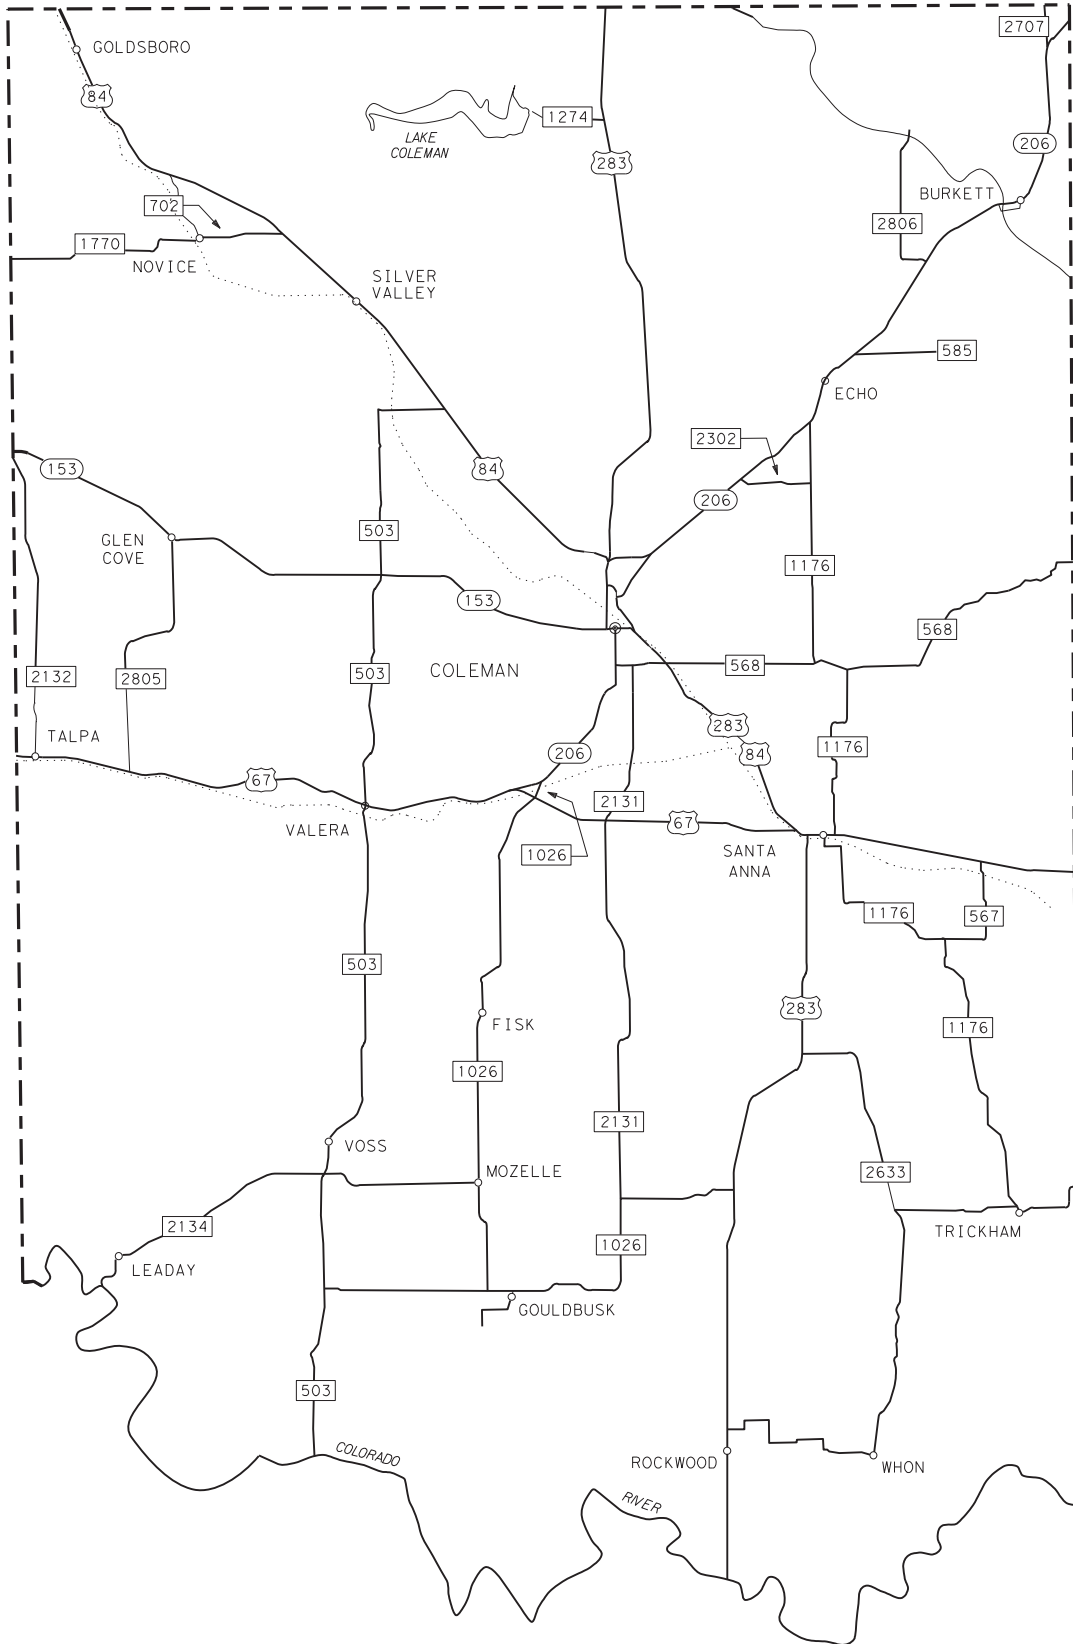 2707
GOLDSBORO
84
1274
LAKE
COLEMAN
206
283
BURKETT
702
2806
1770
NOVICE
SILVER
VALLEY
585
ECHO
2302
153
84
206
503
GLEN
COVE
1176
153
568
568
COLEMAN
503
2132
2805
283
TALPA
1176
206
84
67
2131
67
VALERA
SANTA
ANNA
1026
1176
567
503
283
FISK
1176
1026
2131
VOSS
MOZELLE
2633
2134
TRICKHAM
1026
LEADAY
GOULDBUSK
503
COLORADO
ROCKWOOD
WHON
RIVER